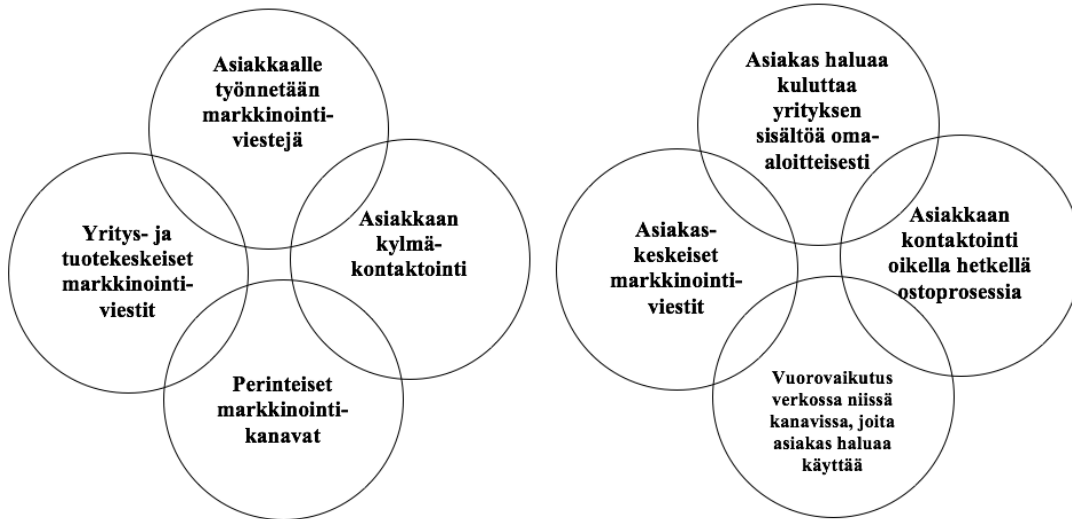 Asiakkaalle
työnnetään
markkinointi-
viestejä
Yritys- ja
tuotekeskeiset
markkinointi-
viestit
Asiakkaan
kylmä-
kontaktointi
Perinteiset
markkinointi-
kanavat
Asiakas haluaa
kuluttaa
yrityksen
sisältöä oma-
aloitteisesti
Asiakas-
keskeiset
markkinointi-
viestit
Asiakkaan
kontaktointi
oikella hetkellä
ostoprosessia
Vuorovaikutus
verkossa niissä
kanavissa, joita
asiakas haluaa
käyttää